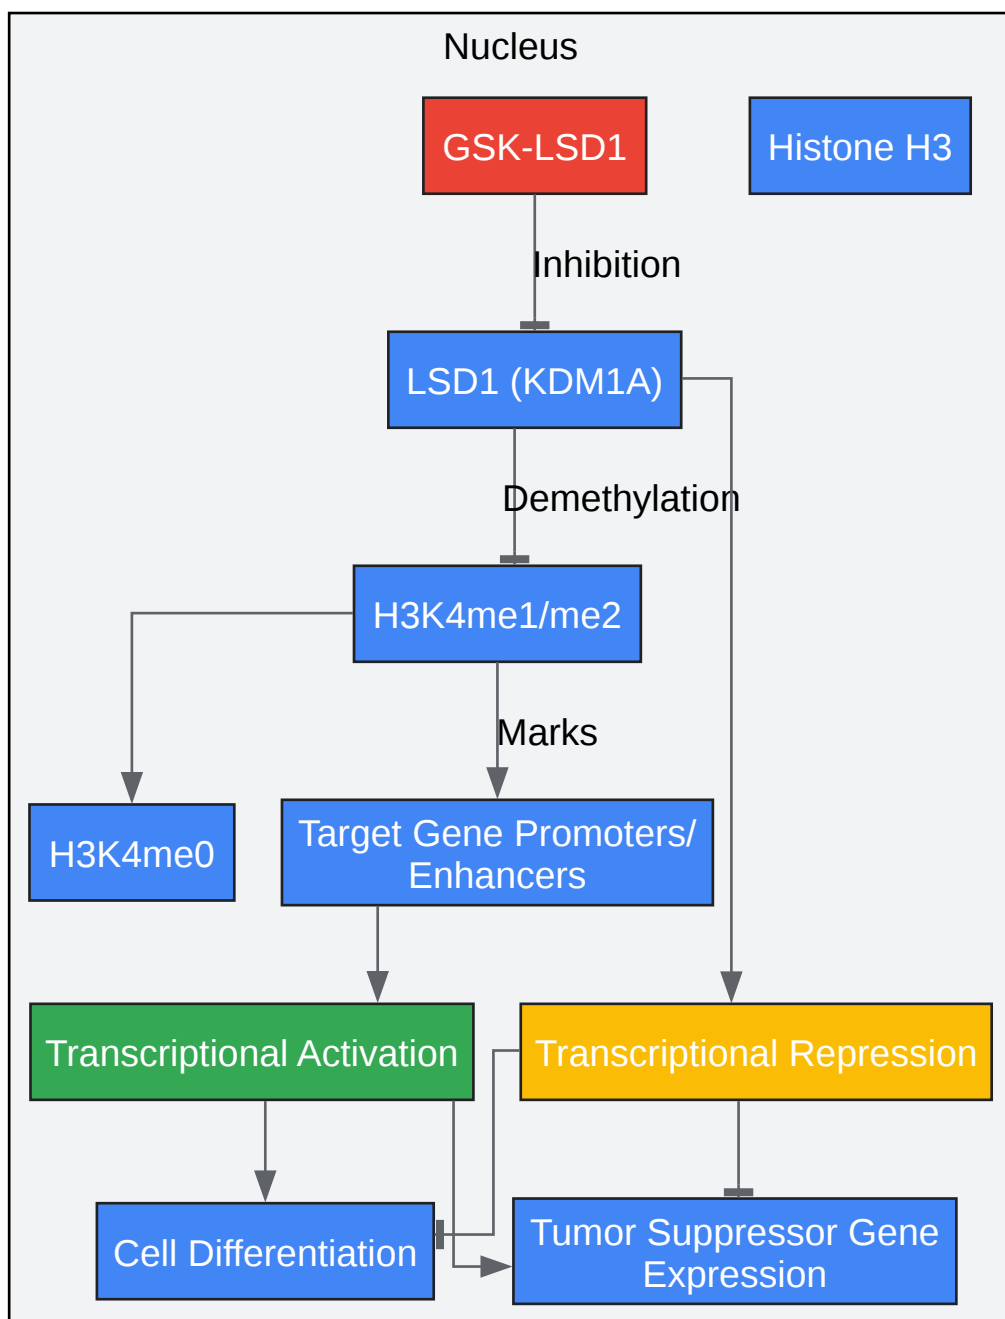 Nucleus
GSK-LSD1
Histone H3
Inhibition
LSD1 (KDM1A)
Demethylation
H3K4me1/me2
Marks
H3K4me0
Target Gene Promoters/
Enhancers
Transcriptional Activation
Transcriptional Repression
Cell Differentiation
Tumor Suppressor Gene
Expression